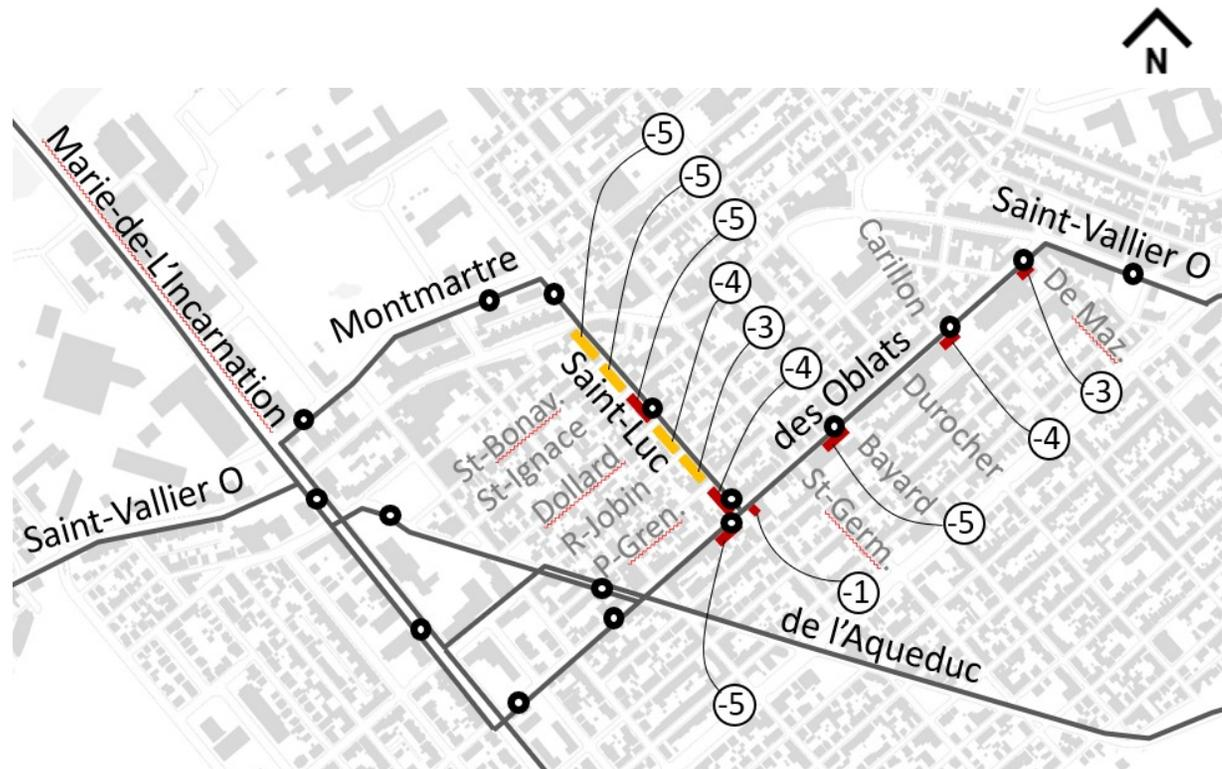 N
-5
Marie-de-L'Incarnation
-5
Saint-Vallier O
-5
Carillon
Montmartre
-4
De Maz.
-3
des Oblats
-4
-3
Saint-Luc
Durocher
St-Bonav.
-4
St-Ignace
Bayard
Dollard
St-Germ.
Saint-Vallier O
R-Jobin
-5
P-Gren.
-1
de l'Aqueduc
-5